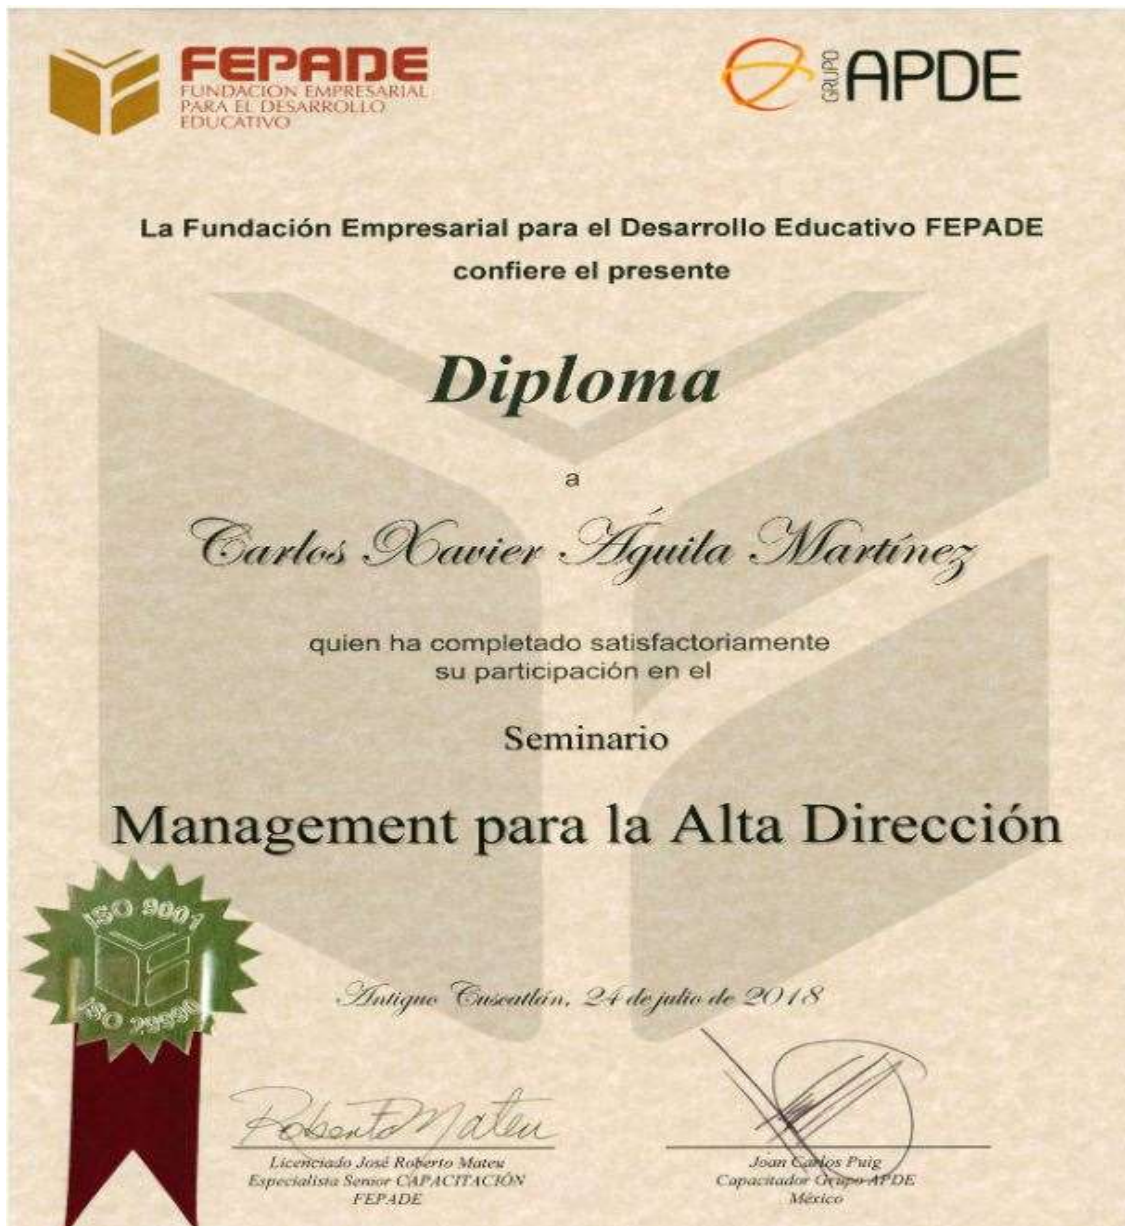 FEPADE
FUNDACIÓN EMPRESARIAL
PARA EL DESARROLLO
EDUCATIVO
GRUPO APDE
La Fundación Empresarial para el Desarrollo Educativo FEPADE
confiere el presente
Diploma
a
Carlos Xavier Águila Martínez
quien ha completado satisfactoriamente
su participación en el
Seminario
Management para la Alta Dirección
ISO 9001
ISO 29990
Antiguo Cuscatlán, 24 de julio de 2018
Roberto Mateu
Licenciado José Roberto Mateu
Especialista Senior CAPACITACIÓN
FEPADE
Joan Carlos Puig
Capacitador Grupo APDE
México